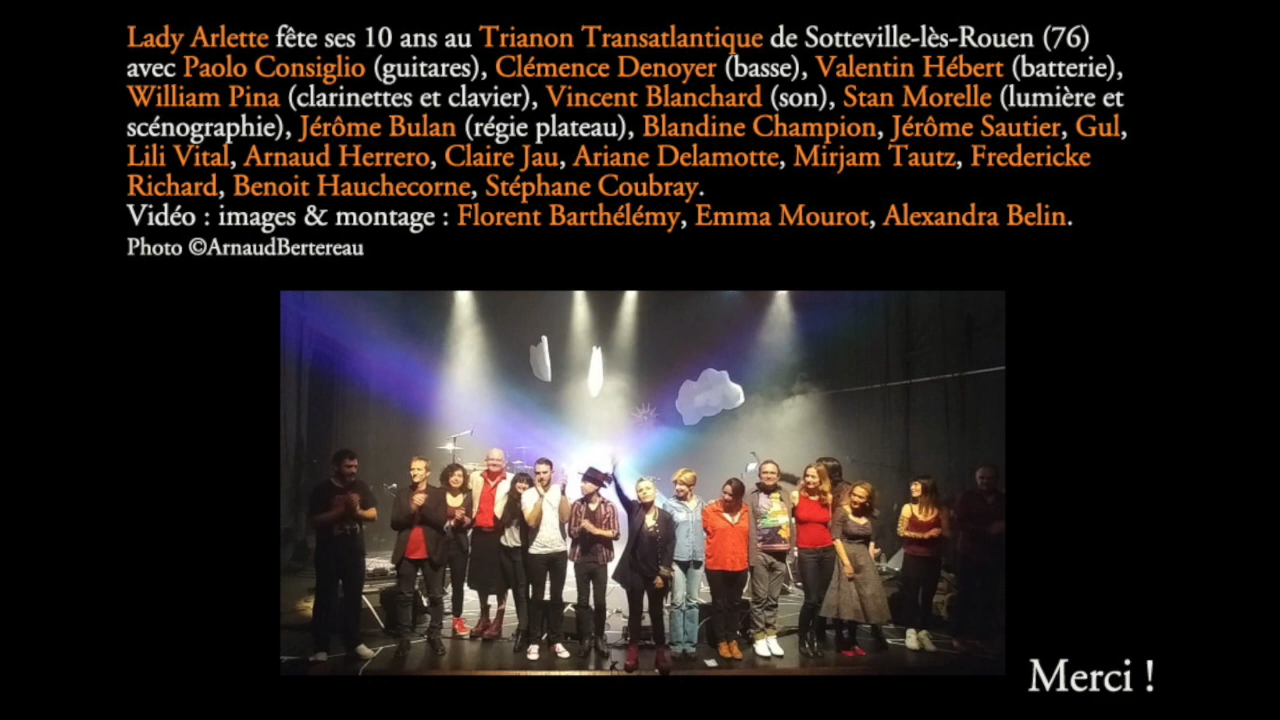 Lady Arlette fête ses 10 ans au Trianon Transatlantique de Sotteville-lès-Rouen (76)
avec Paolo Consiglio (guitares), Clémence Denoyer (basse), Valentin Hébert (batterie),
William Pina (clarinettes et clavier), Vincent Blanchard (son), Stan Morelle (lumière et
scénographie), Jérôme Bulan (régie plateau), Blandine Champion, Jérôme Sautier, Gul,
Lili Vital, Arnaud Herrero, Claire Jau, Ariane Delamotte, Mirjam Tautz, Fredericke
Richard, Benoit Hauchecorne, Stéphane Coubray.
Vidéo : images & montage : Florent Barthélémy, Emma Mourot, Alexandra Belin.
Photo ©ArnaudBertereau
Merci !